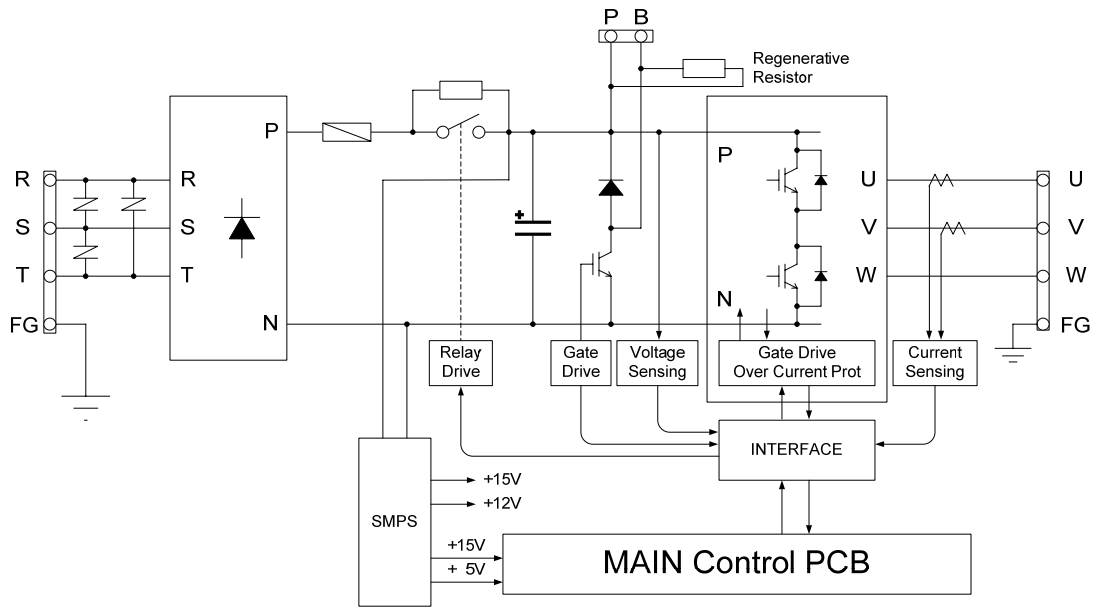 P B
Regenerative
Resistor
P
P
R R
U U
S S
V V
T T
W W
N
N
FG
FG
+
Relay
Drive
Gate
Drive
Voltage
Sensing
Gate Drive
Over Current Prot
Current
Sensing
INTERFACE
SMPS
+15V
+12V
+15V
+ 5V
MAIN Control PCB